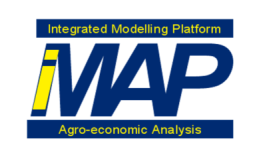 Integrated Modelling Platform
iMAP
Agro-economic Analysis